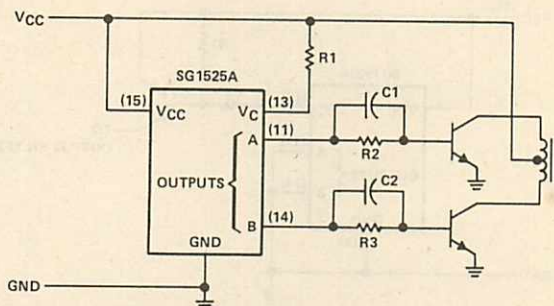 VCC
R1
SG1525A
(15)
VCC
VC
(13)
C1
A
(11)
R2
OUTPUTS
C2
B
(14)
R3
GND
GND